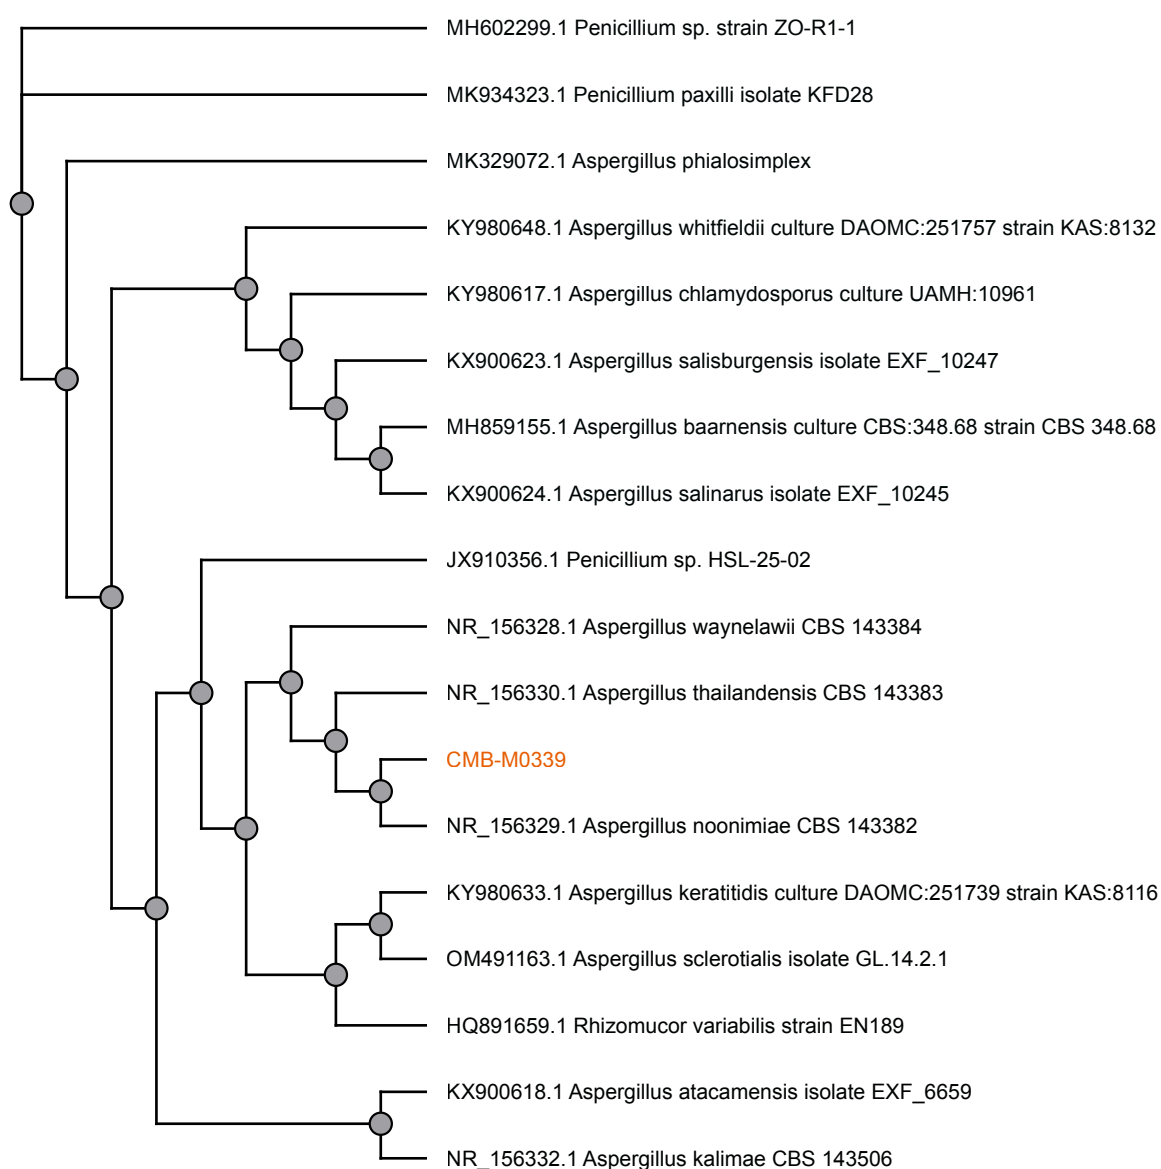 MH602299.1 Penicillium sp. strain ZO-R1-1
MK934323.1 Penicillium paxilli isolate KFD28
MK329072.1 Aspergillus phialosimplex
KY980648.1 Aspergillus whitfieldii culture DAOMC:251757 strain KAS:8132
KY980617.1 Aspergillus chlamydosporus culture UAMH:10961
KX900623.1 Aspergillus salisburgensis isolate EXF_10247
MH859155.1 Aspergillus baarnensis culture CBS:348.68 strain CBS 348.68
KX900624.1 Aspergillus salinarus isolate EXF_10245
JX910356.1 Penicillium sp. HSL-25-02
NR_156328.1 Aspergillus waynelawii CBS 143384
NR_156330.1 Aspergillus thailandensis CBS 143383
CMB-M0339
NR_156329.1 Aspergillus noonimiae CBS 143382
KY980633.1 Aspergillus keratitidis culture DAOMC:251739 strain KAS:8116
OM491163.1 Aspergillus sclerotialis isolate GL.14.2.1
HQ891659.1 Rhizomucor variabilis strain EN189
KX900618.1 Aspergillus atacamensis isolate EXF_6659
NR_156332.1 Aspergillus kalimae CBS 143506